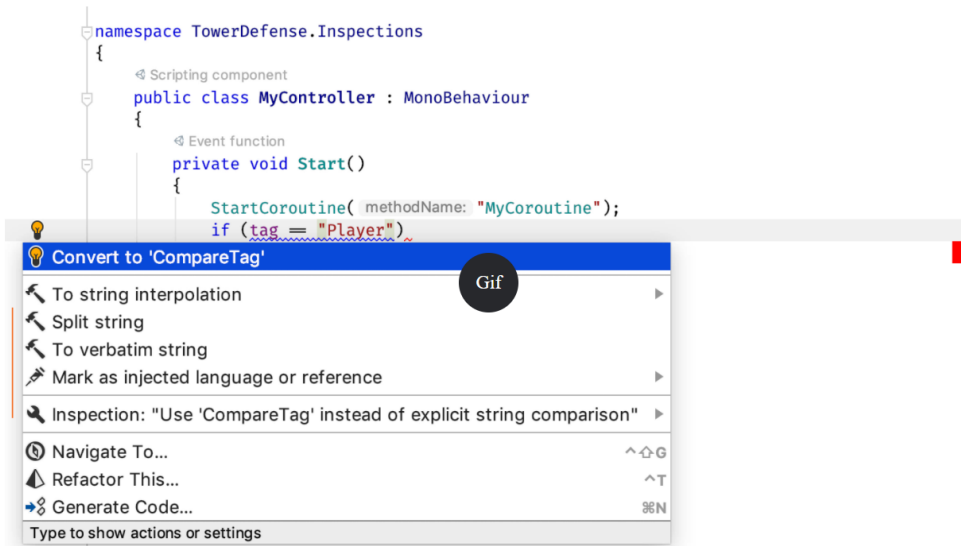 namespace TowerDefense.Inspections
{
Scripting component
public class MyController : MonoBehaviour
{
Event function
private void Start()
{
StartCoroutine( methodName: "MyCoroutine");
if (tag == "Player")
Convert to 'CompareTag'
Gif
To string interpolation
Split string
To verbatim string
Mark as injected language or reference
Inspection: "Use 'CompareTag' instead of explicit string comparison"
Navigate To... ^⇧G
Refactor This... ^T
Generate Code... ⌘N
Type to show actions or settings